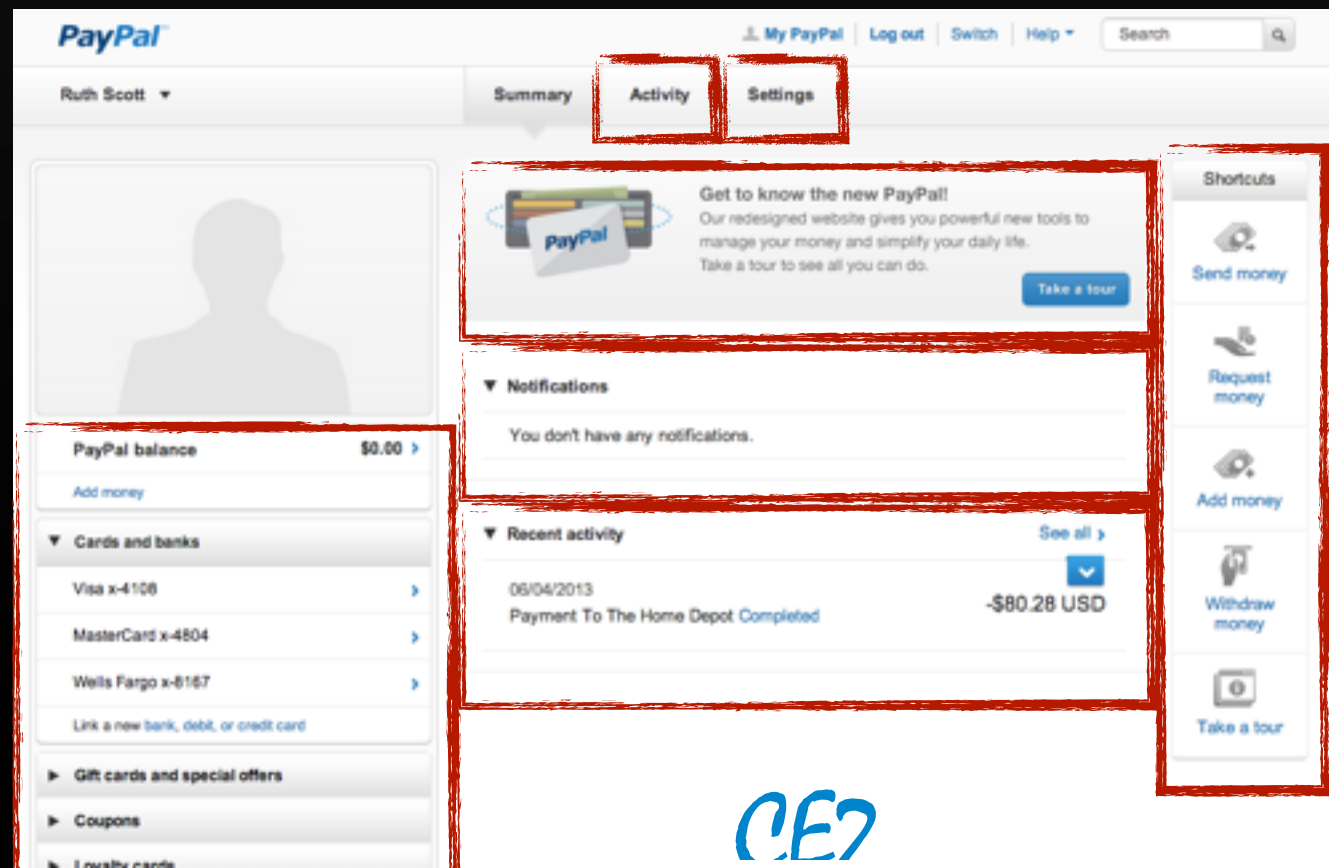 PayPal
My PayPal Log out Switch Help Search
Ruth Scott
Summary Activity Settings
Get to know the new PayPal!
Our redesigned website gives you powerful new tools to
manage your money and simplify your daily life.
Take a tour to see all you can do.
PayPal
Take a tour
Shortcuts
Send money
Request
money
Add money
Withdraw
money
Take a tour
Notifications
You don't have any notifications.
Recent activity See all
06/04/2013
Payment To The Home Depot Completed
-$80.28 USD
PayPal balance $0.00
Add money
Cards and banks
Visa x-4108
MasterCard x-4804
Wells Fargo x-8167
Link a new bank, debit, or credit card
Gift cards and special offers
Coupons
Loyalty cards